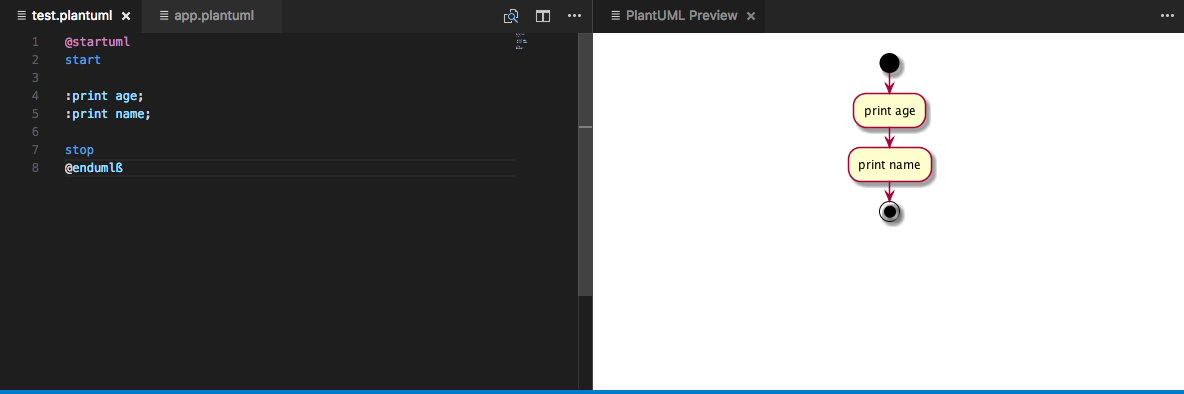 test.plantuml
app.plantuml
PlantUML Preview
1 @startuml
2 start
3
4 :print age;
5 :print name;
6
7 stop
8 @endumlß
print age
print name